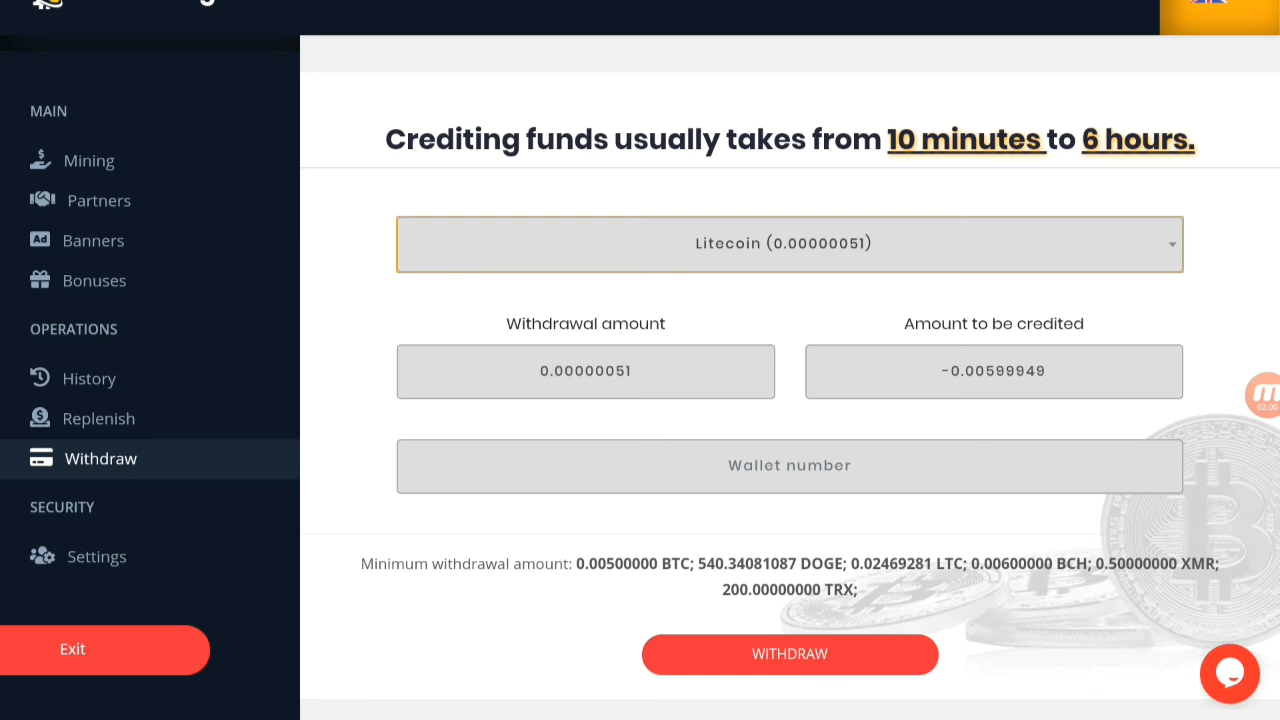 MAIN
Mining
Partners
Ad Banners
Bonuses
OPERATIONS
History
Replenish
Withdraw
SECURITY
Settings
Exit
Crediting funds usually takes from 10 minutes to 6 hours.
Litecoin (0.00000051)
Withdrawal amount
Amount to be credited
0.00000051
-0.00599949
Wallet number
Minimum withdrawal amount: 0.00500000 BTC; 540.34081087 DOGE; 0.02469281 LTC; 0.00600000 BCH; 0.50000000 XMR;
200.00000000 TRX;
WITHDRAW
02:00